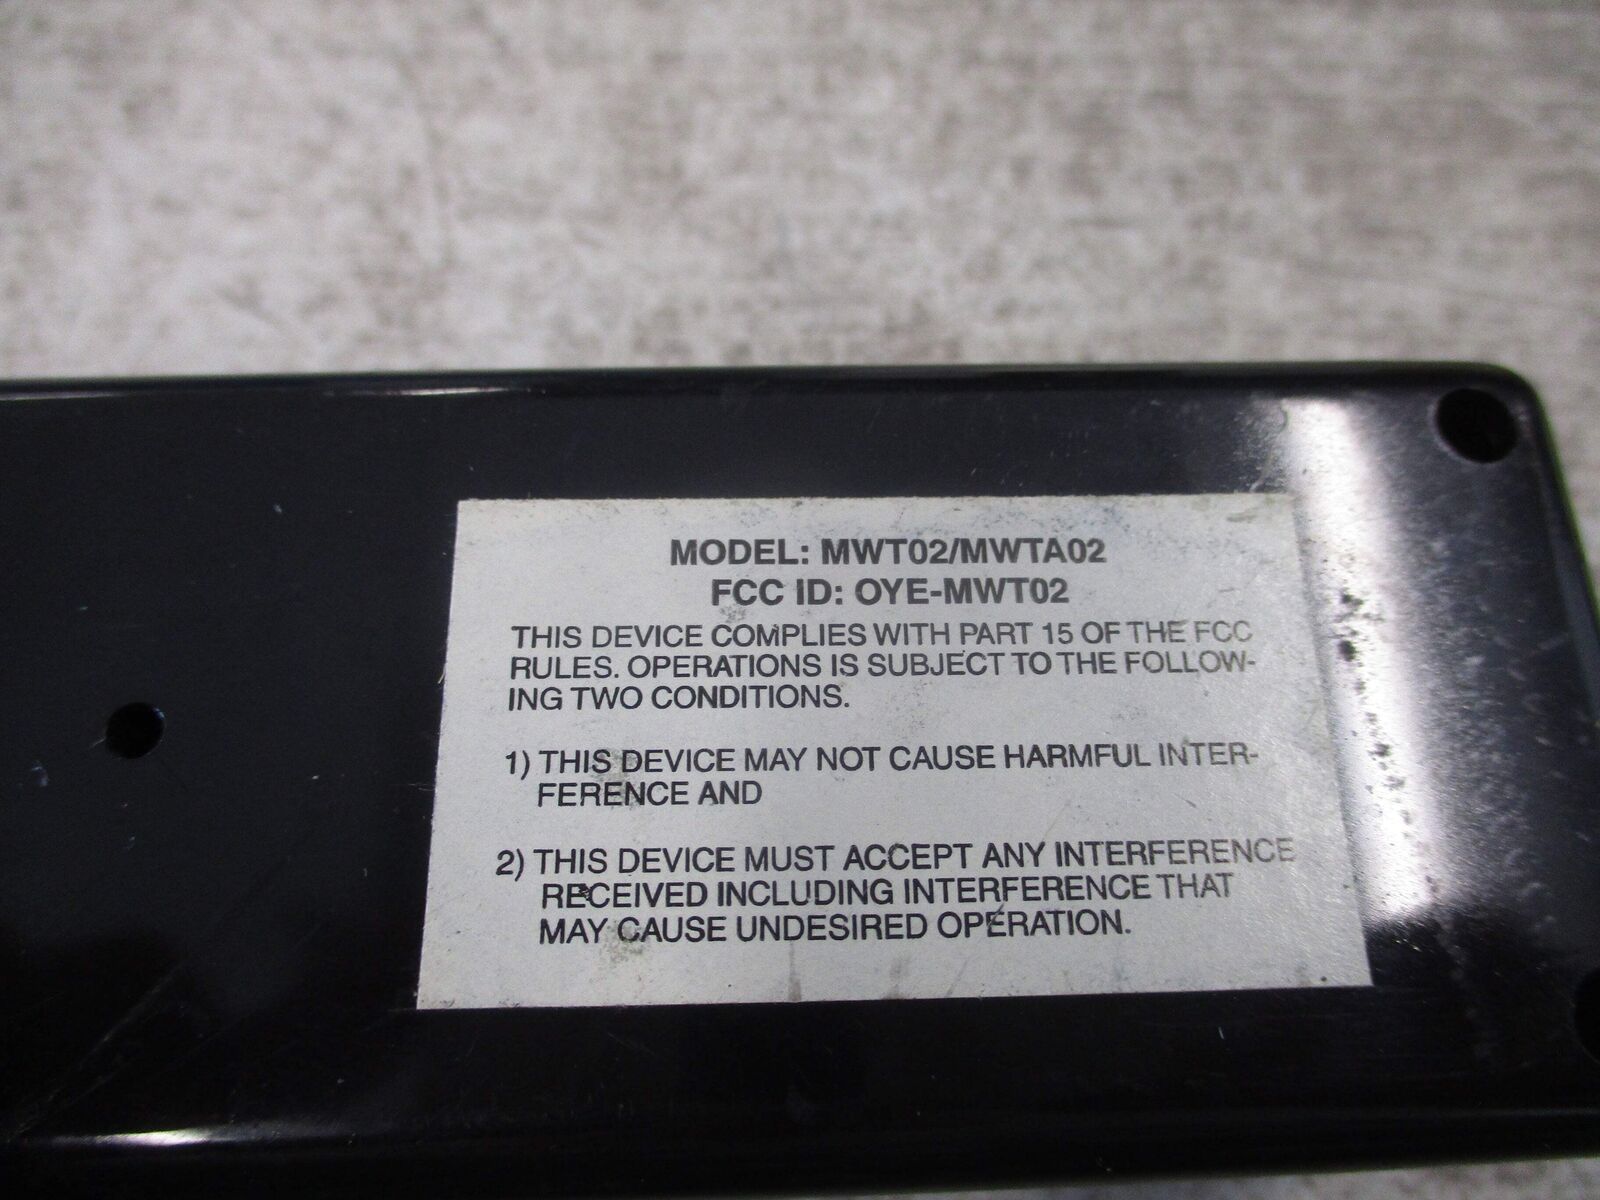 MODEL: MWT02/MWTA02
FCC ID: OYE-MWT02
THIS DEVICE COMPLIES WITH PART 15 OF THE FCC
RULES. OPERATIONS IS SUBJECT TO THE FOLLOW-
ING TWO CONDITIONS.
1) THIS DEVICE MAY NOT CAUSE HARMFUL INTER-
FERENCE AND
2) THIS DEVICE MUST ACCEPT ANY INTERFERENCE
RECEIVED INCLUDING INTERFERENCE THAT
MAY CAUSE UNDESIRED OPERATION.